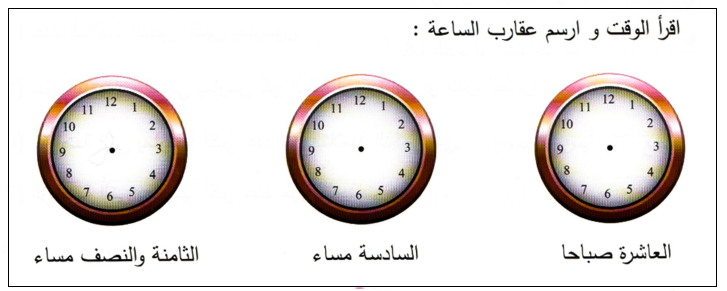 اقرأ الوقت و ارسم عقارب الساعة :
12 1 2 3 4 5 6 7 8 9 10 11
12 1 2 3 4 5 6 7 8 9 10 11
12 1 2 3 4 5 6 7 8 9 10 11
العاشرة صباحا
السادسة مساء
الثامنة والنصف مساء